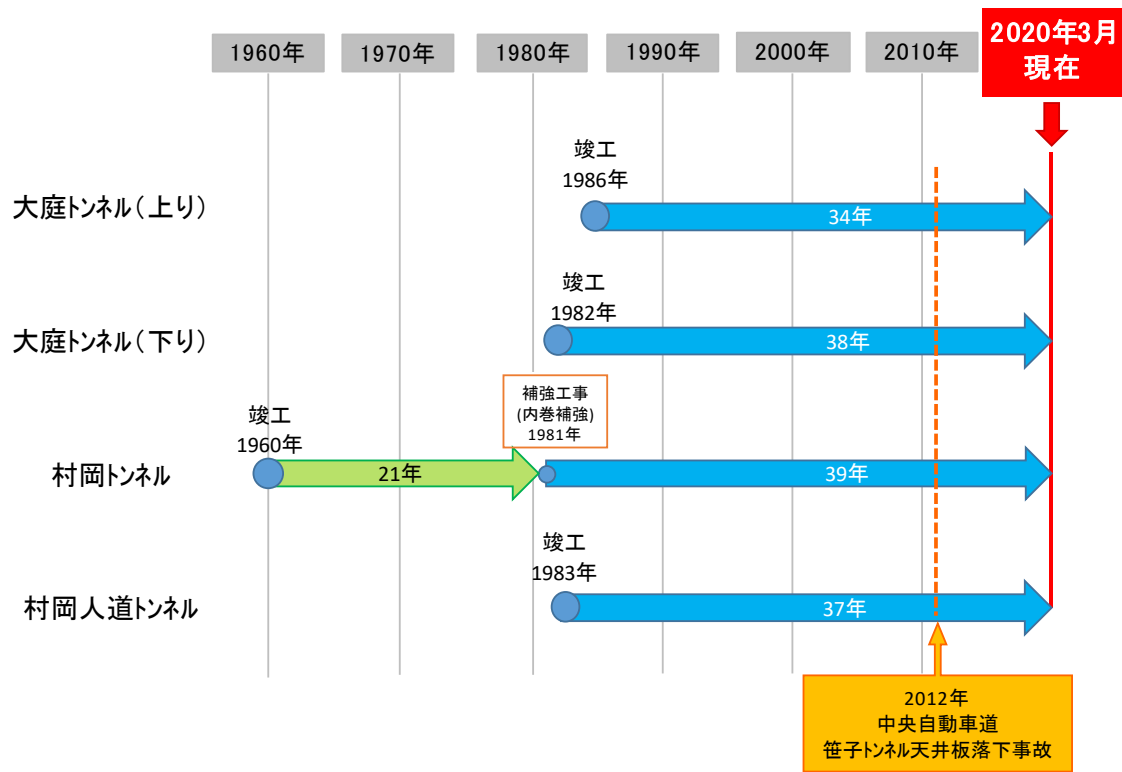 1960年
1970年
1980年
1990年
2000年
2010年
2020年3月
現在
竣工
1986年
大庭トンネル(上り)
34年
竣工
1982年
大庭トンネル(下り)
38年
補強工事
(内巻補強)
1981年
竣工
1960年
村岡トンネル
21年
39年
竣工
1983年
村岡人道トンネル
37年
2012年
中央自動車道
笹子トンネル天井板落下事故